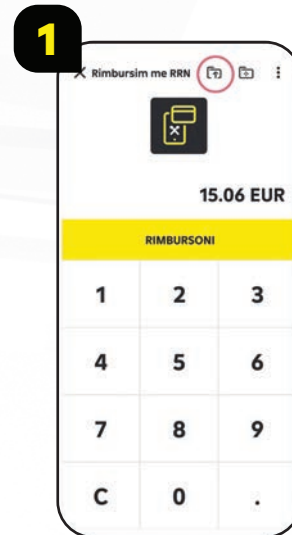 1
Rimbursim me RRN
15.06 EUR
RIMBURSONI
1 2 3
4 5 6
7 8 9
C 0 .